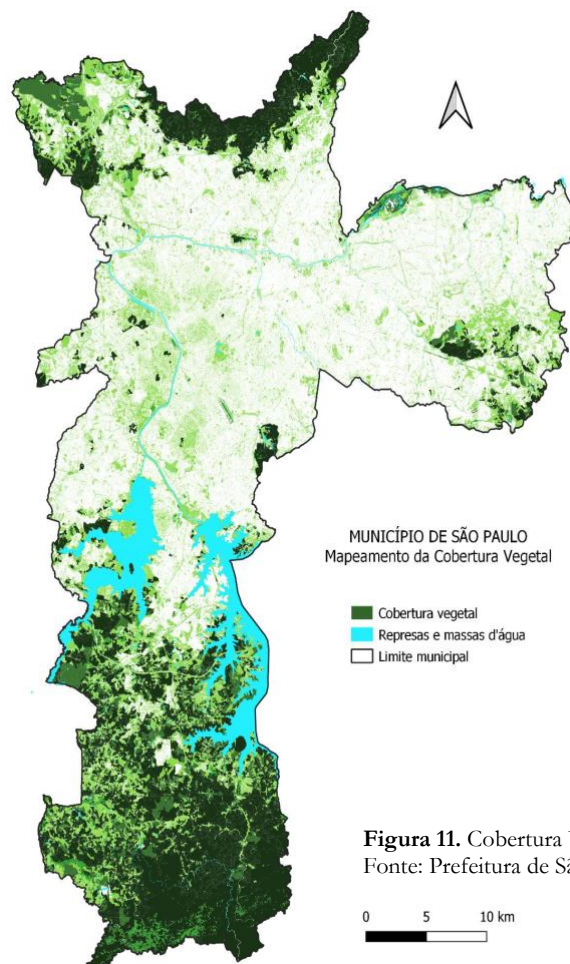 MUNICÍPIO DE SÃO PAULO
Mapeamento da Cobertura Vegetal
Cobertura vegetal
Represas e massas d'água
Limite municipal
Figura 11. Cobertura
Fonte: Prefeitura de
0 5 10 km